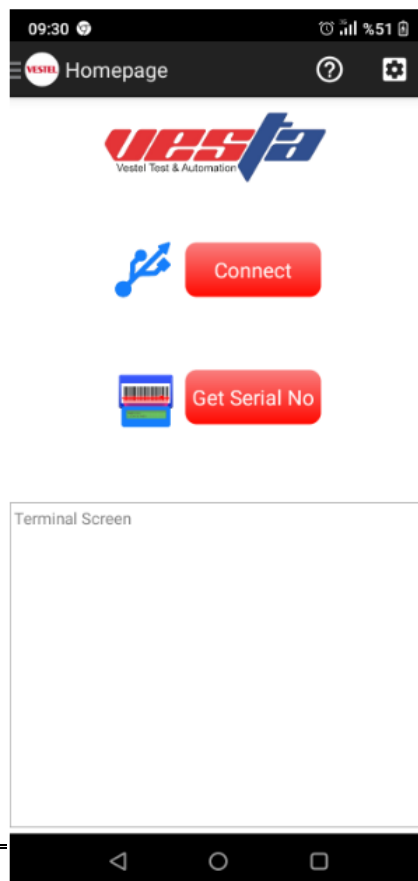 09:30 %51
VESTEL Homepage
vesta
Vestel Test & Automation
Connect
Get Serial No
Terminal Screen